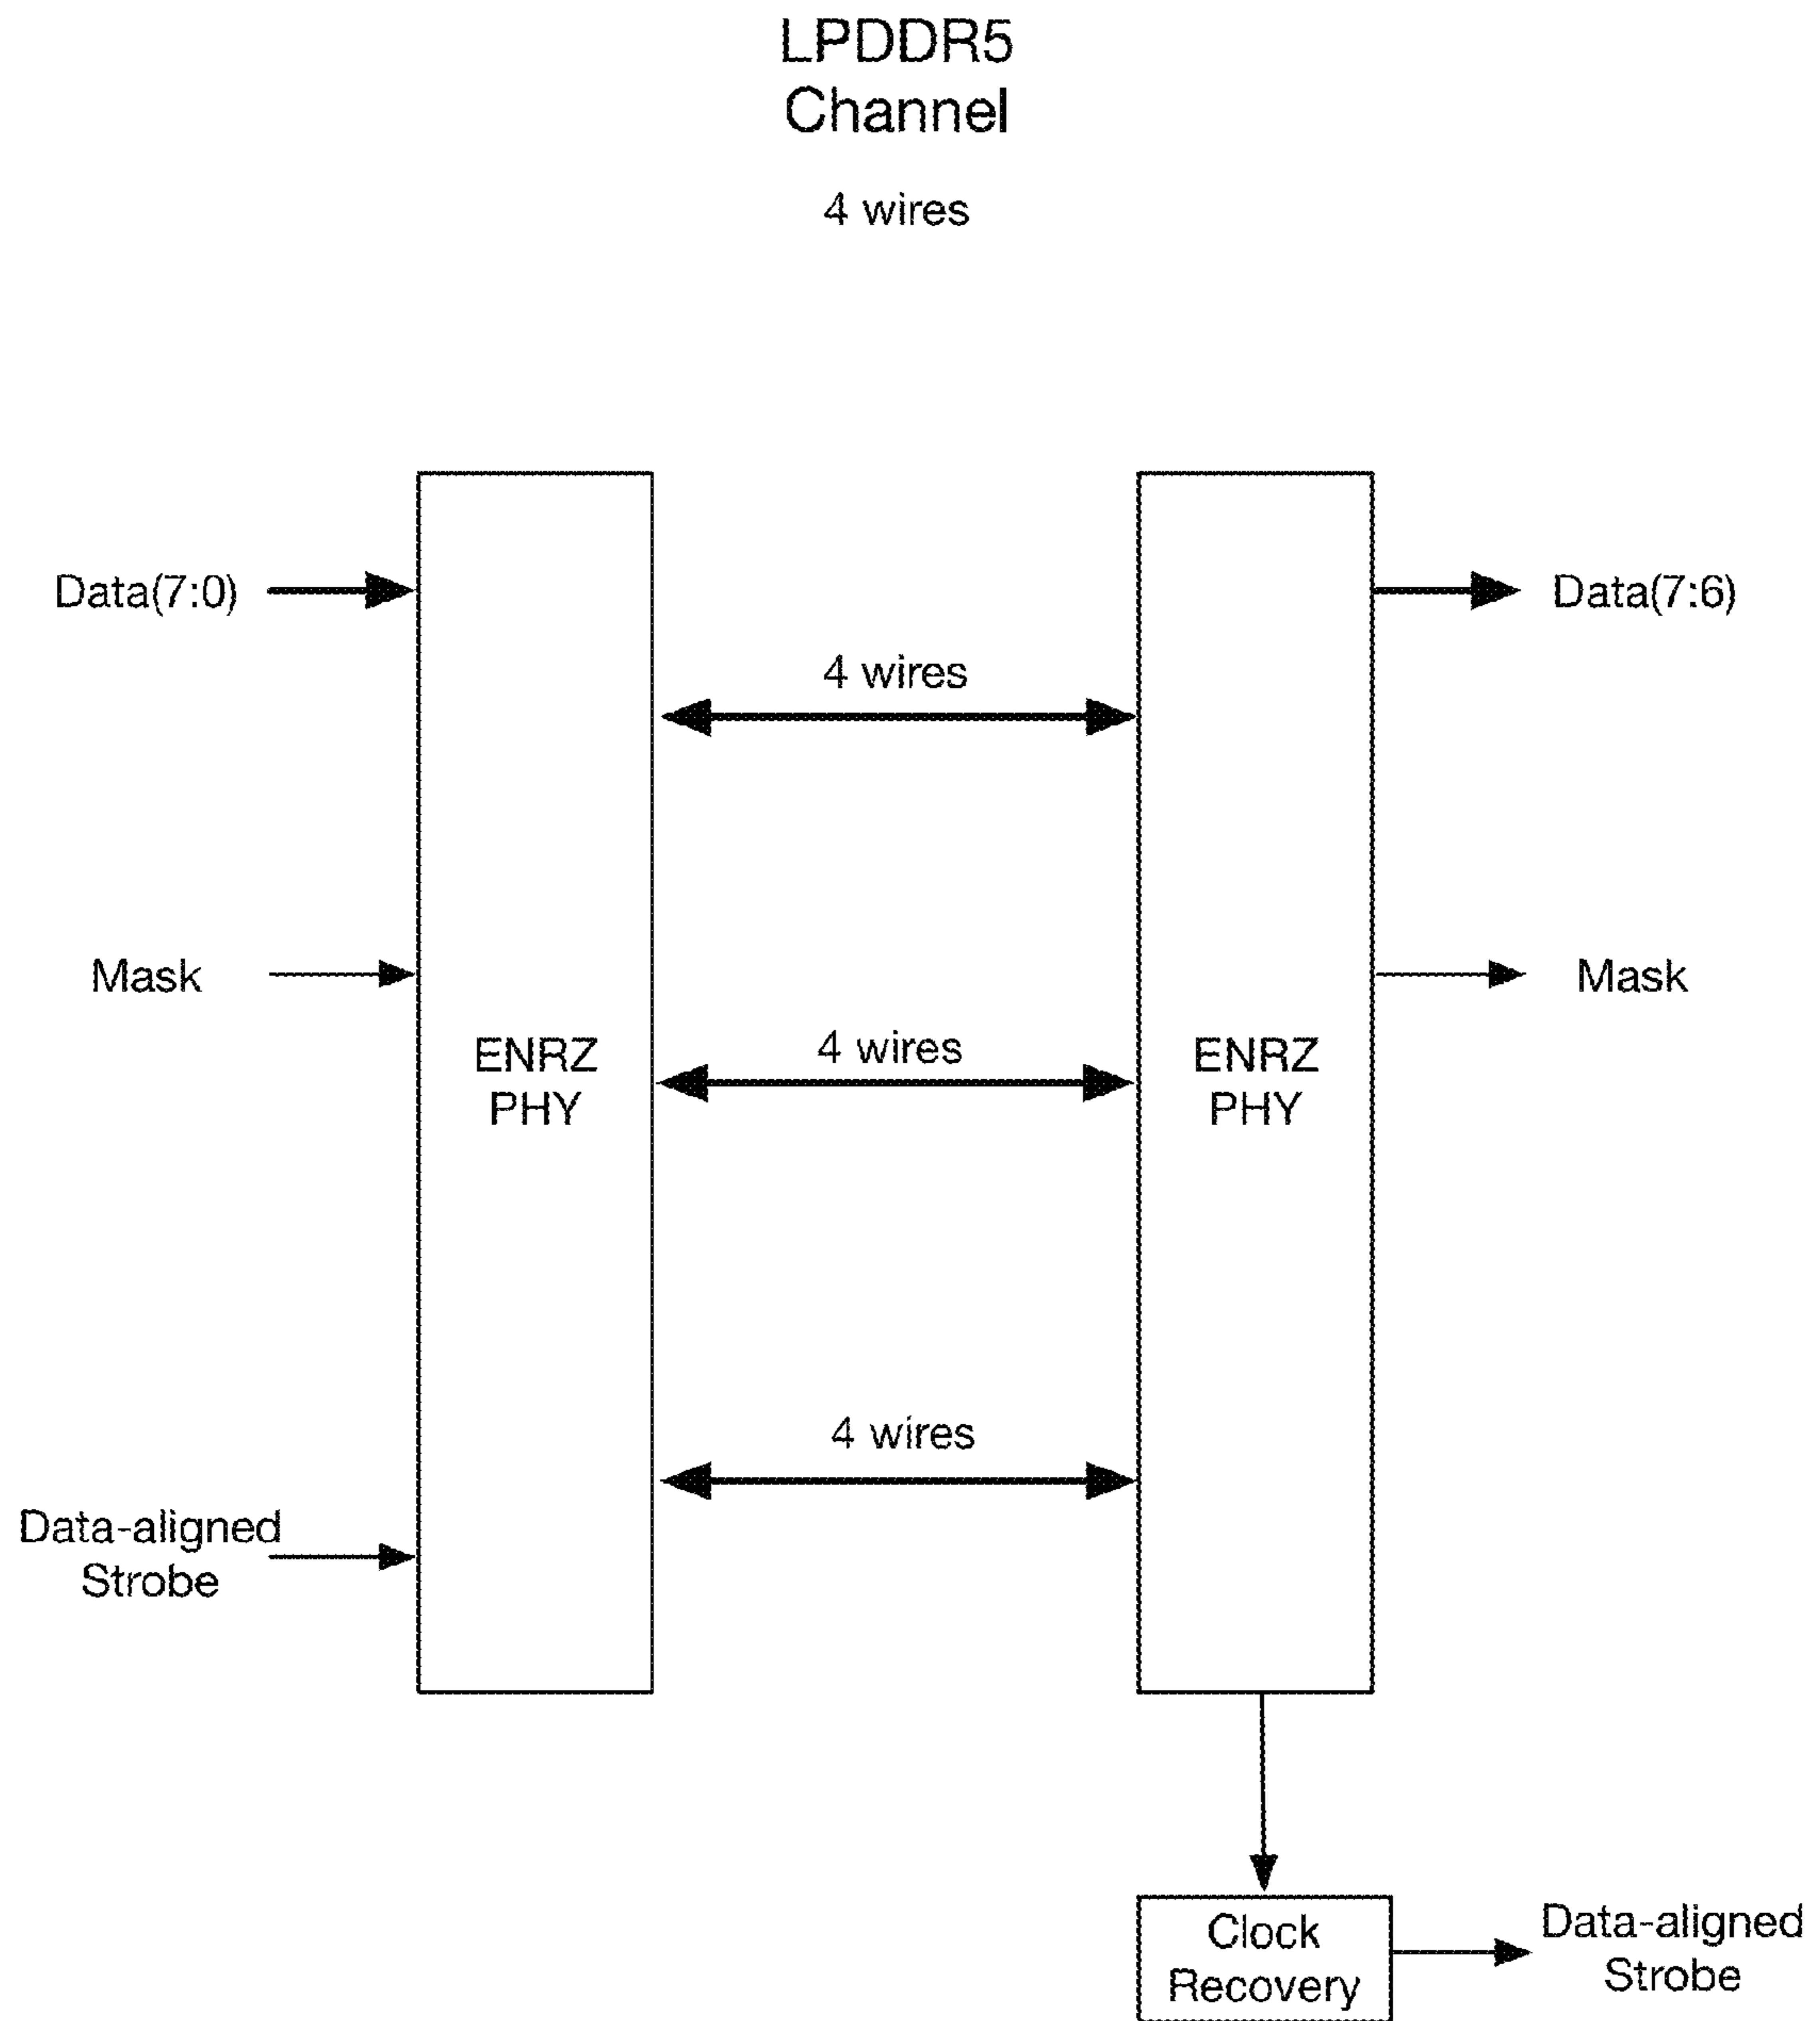 LPDDR5
Channel
4 wires
Data(7:0)
Data(7:6)
4 wires
Mask
Mask
4 wires
ENRZ
PHY
ENRZ
PHY
4 wires
Data-aligned
Strobe
Clock
Recovery
Data-aligned
Strobe